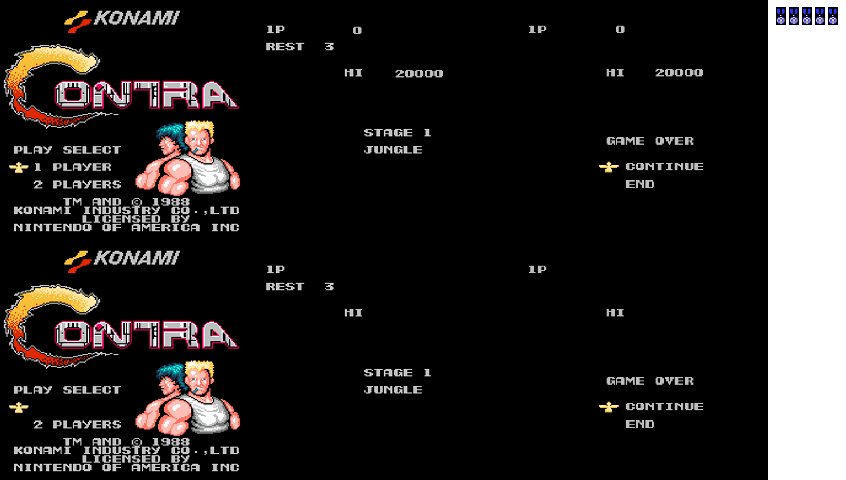 KONAMI
CONTRA
PLAY SELECT
1 PLAYER
2 PLAYERS
TM AND © 1988
KONAMI INDUSTRY CO.,LTD
LICENSED BY
NINTENDO OF AMERICA INC
1P 0
REST 3
HI 20000
STAGE 1
JUNGLE
1P 0
HI 20000
GAME OVER
CONTINUE
END
KONAMI
CONTRA
PLAY SELECT
2 PLAYERS
TM AND © 1988
KONAMI INDUSTRY CO.,LTD
LICENSED BY
NINTENDO OF AMERICA INC
1P
REST 3
HI
STAGE 1
JUNGLE
1P
HI
GAME OVER
CONTINUE
END